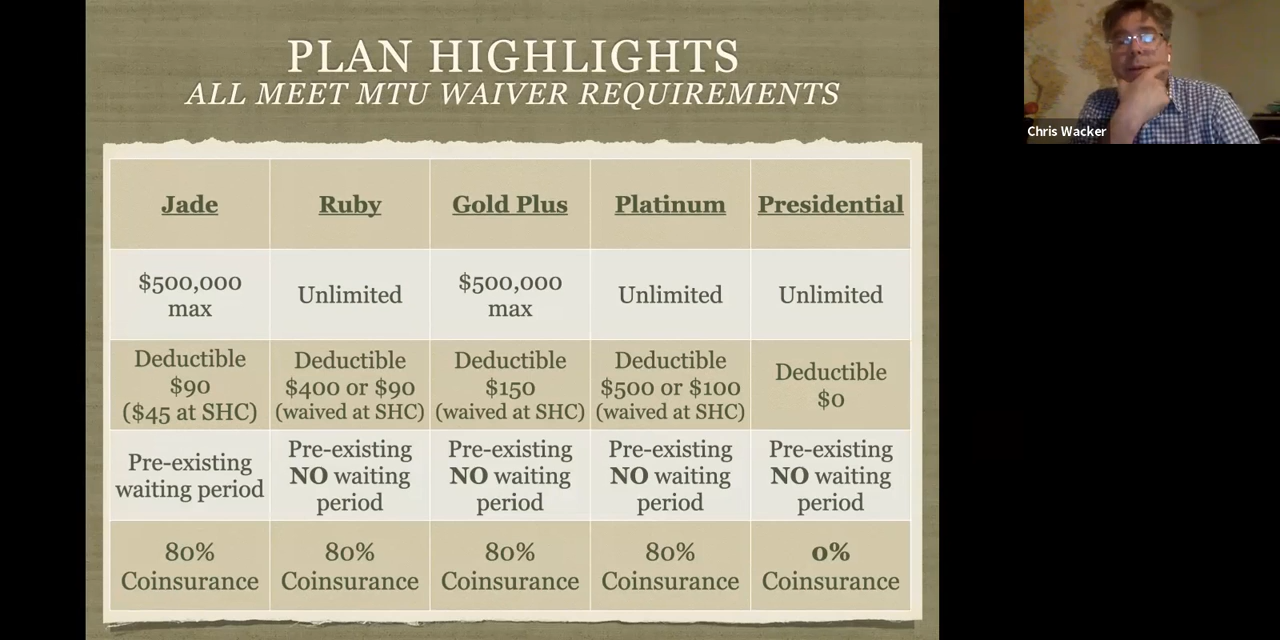 PLAN HIGHLIGHTS
ALL MEET MTU WAIVER REQUIREMENTS
Chris Wacker
Jade
Ruby
Gold Plus
Platinum
Presidential
$500,000
max
Unlimited
$500,000
max
Unlimited
Unlimited
Deductible
$90
($45 at SHC)
Deductible
$400 or $90
(waived at SHC)
Deductible
$150
(waived at SHC)
Deductible
$500 or $100
(waived at SHC)
Deductible
$0
Pre-existing
waiting period
Pre-existing
NO waiting
period
Pre-existing
NO waiting
period
Pre-existing
NO waiting
period
Pre-existing
NO waiting
period
80%
Coinsurance
80%
Coinsurance
80%
Coinsurance
80%
Coinsurance
0%
Coinsurance